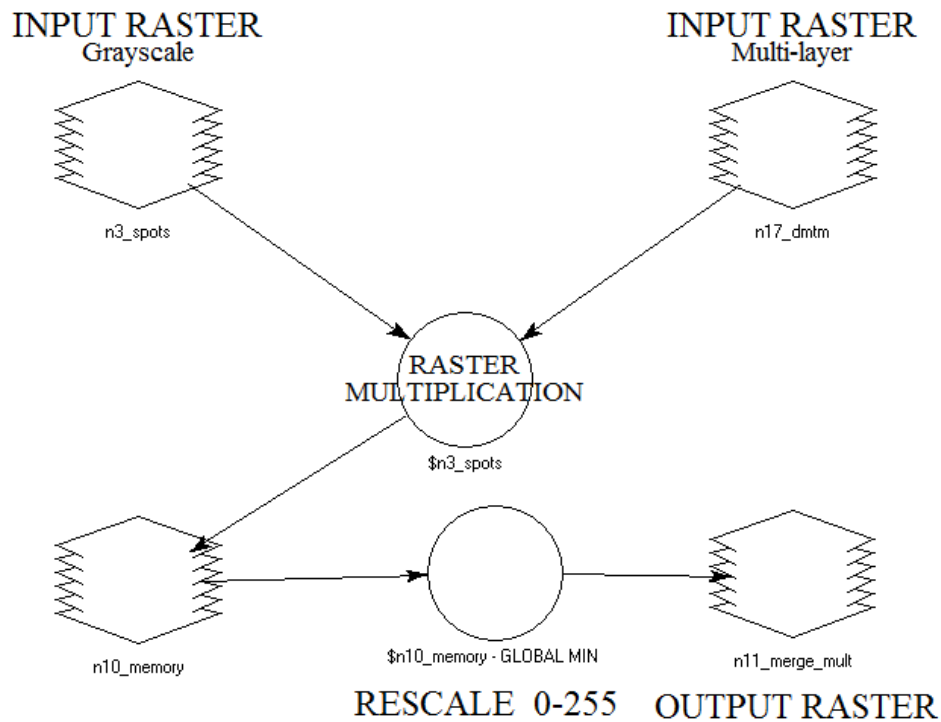 INPUT RASTER
Grayscale
INPUT RASTER
Multi-layer
n3_spots
n17_dmtm
RASTER
MULTIPLICATION
$n3_spots
n10_memory
$n10_memory - GLOBAL MIN
n11_merge_mult
RESCALE 0-255
OUTPUT RASTER